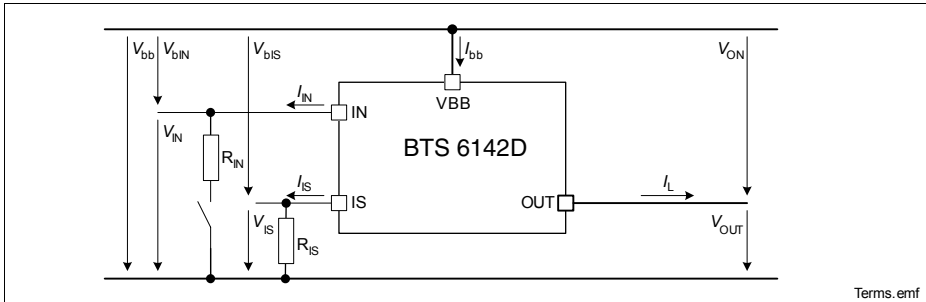 Vbb VbIN VbIS Ibb VON
VBB
IIN IN
VIN
BTS 6142D
RIN
IIS IS OUT IL
VIS RIS VOUT
Terms.emf